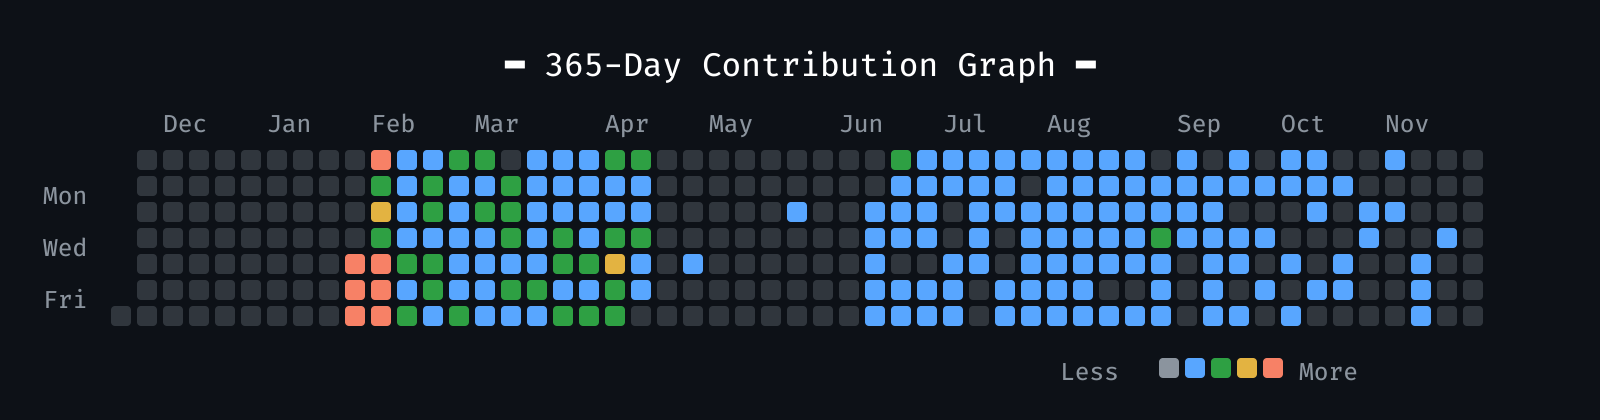 ━ 365-Day Contribution Graph ━
Dec Jan Feb Mar Apr May Jun Jul Aug Sep Oct Nov
Mon
Wed
Fri
Less More